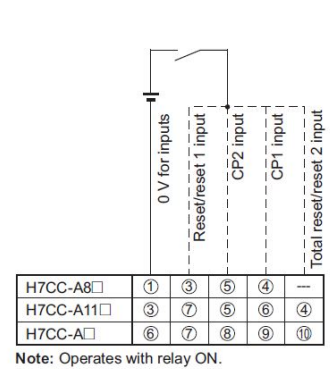 0 V for inputs
Reset/reset 1 input
CP2 input
CP1 input
Total reset/reset 2 input
H7CC-A8□ ① ③ ⑤ ④ ---
H7CC-A11□ ③ ⑦ ⑤ ⑥ ④
H7CC-A□ ⑥ ⑦ ⑧ ⑨ ⑩
Note: Operates with relay ON.